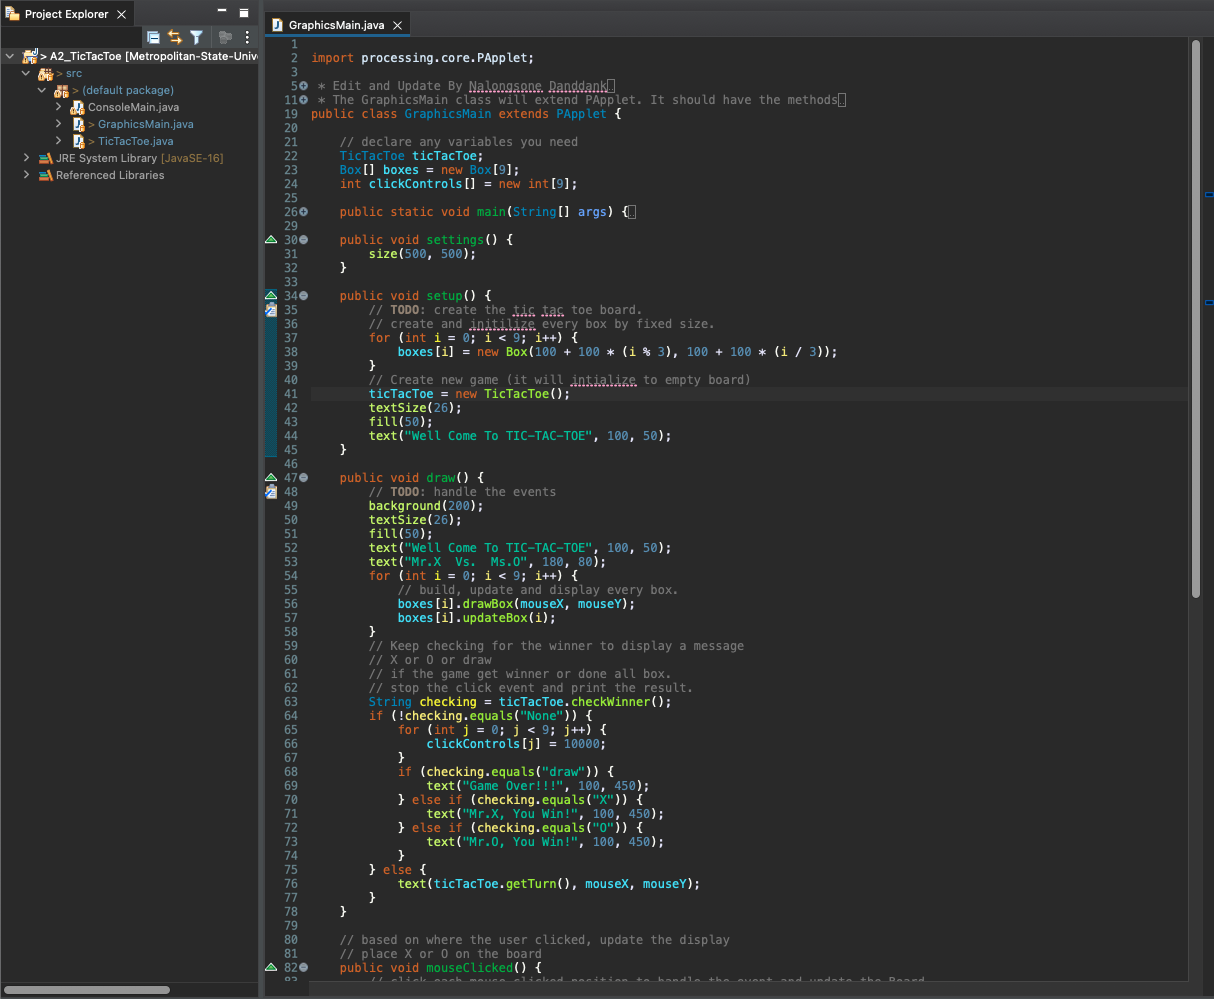 Project Explorer
> A2_TicTacToe [Metropolitan-State-Univ
> src
> (default package)
ConsoleMain.java
> GraphicsMain.java
> TicTacToe.java
JRE System Library [JavaSE-16]
Referenced Libraries
GraphicsMain.java
1
2 import processing.core.PApplet;
3
5 * Edit and Update By Nalongsone Danddank
11 * The GraphicsMain class will extend PApplet. It should have the methods
19 public class GraphicsMain extends PApplet {
20
21 // declare any variables you need
22 TicTacToe ticTacToe;
23 Box[] boxes = new Box[9];
24 int clickControls[] = new int[9];
25
26 public static void main(String[] args) {
29
30 public void settings() {
31 size(500, 500);
32 }
33
34 public void setup() {
35 // TODO: create the tic tac toe board.
36 // create and initilize every box by fixed size.
37 for (int i = 0; i < 9; i++) {
38 boxes[i] = new Box(100 + 100 * (i % 3), 100 + 100 * (i / 3));
39 }
40 // Create new game (it will intialize to empty board)
41 ticTacToe = new TicTacToe();
42 textSize(26);
43 fill(50);
44 text("Well Come To TIC-TAC-TOE", 100, 50);
45 }
46
47 public void draw() {
48 // TODO: handle the events
49 background(200);
50 textSize(26);
51 fill(50);
52 text("Well Come To TIC-TAC-TOE", 100, 50);
53 text("Mr.X  Vs.  Ms.O", 180, 80);
54 for (int i = 0; i < 9; i++) {
55 // build, update and display every box.
56 boxes[i].drawBox(mouseX, mouseY);
57 boxes[i].updateBox(i);
58 }
59 // Keep checking for the winner to display a message
60 // X or O or draw
61 // if the game get winner or done all box.
62 // stop the click event and print the result.
63 String checking = ticTacToe.checkWinner();
64 if (!checking.equals("None")) {
65 for (int j = 0; j < 9; j++) {
66 clickControls[j] = 10000;
67 }
68 if (checking.equals("draw")) {
69 text("Game Over!!!", 100, 450);
70 } else if (checking.equals("X")) {
71 text("Mr.X, You Win!", 100, 450);
72 } else if (checking.equals("O")) {
73 text("Mr.O, You Win!", 100, 450);
74 }
75 } else {
76 text(ticTacToe.getTurn(), mouseX, mouseY);
77 }
78 }
79
80 // based on where the user clicked, update the display
81 // place X or O on the board
82 public void mouseClicked() {
83 // click each mouse clicked position to handle the event and update the Board